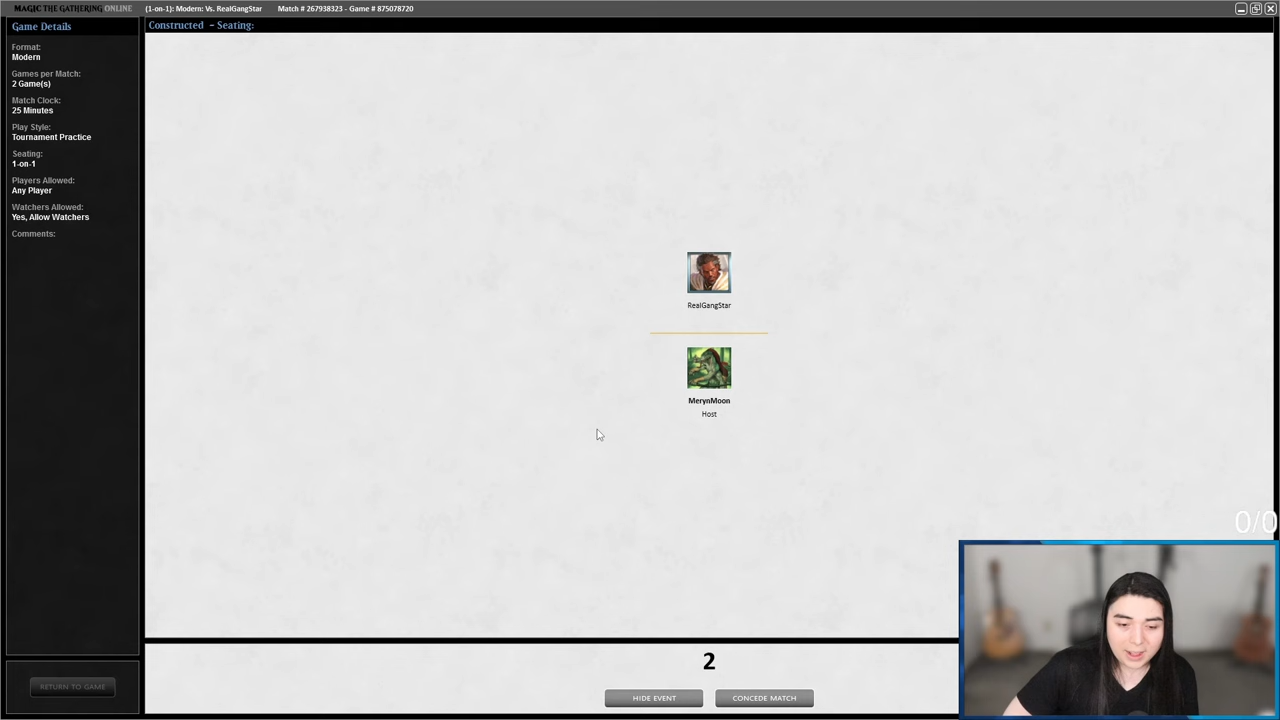 MAGIC THE GATHERING ONLINE (1-on-1): Modern: Vs. RealGangStar Match # 267938323 - Game # 875078720
Game Details
Constructed - Seating:
Format:
Modern
Games per Match:
2 Game(s)
Match Clock:
25 Minutes
Play Style:
Tournament Practice
Seating:
1-on-1
Players Allowed:
Any Player
Watchers Allowed:
Yes, Allow Watchers
Comments:
RealGangStar
MerynMoon
Host
0/0
2
RETURN TO GAME
HIDE EVENT
CONCEDE MATCH